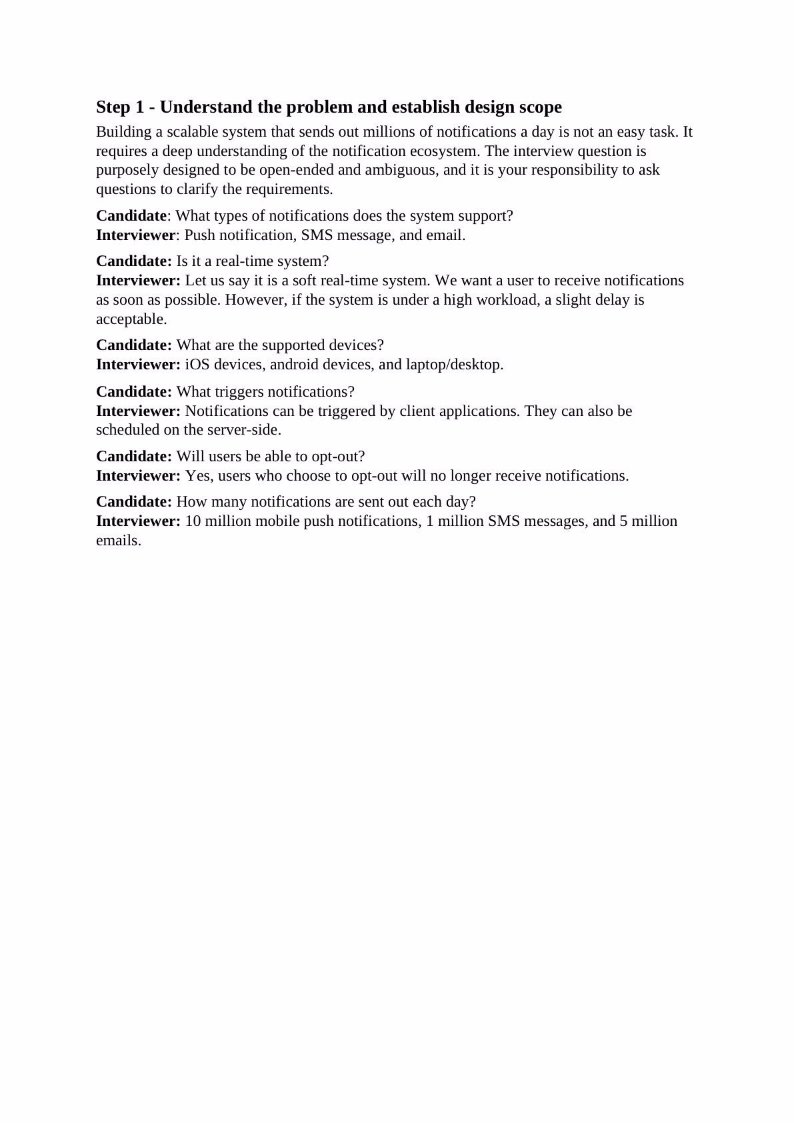 Step 1 - Understand the problem and establish design scope
Building a scalable system that sends out millions of notifications a day is not an easy task. It
requires a deep understanding of the notification ecosystem. The interview question is
purposely designed to be open-ended and ambiguous, and it is your responsibility to ask
questions to clarify the requirements.
Candidate: What types of notifications does the system support?
Interviewer: Push notification, SMS message, and email.
Candidate: Is it a real-time system?
Interviewer: Let us say it is a soft real-time system. We want a user to receive notifications
as soon as possible. However, if the system is under a high workload, a slight delay is
acceptable.
Candidate: What are the supported devices?
Interviewer: iOS devices, android devices, and laptop/desktop.
Candidate: What triggers notifications?
Interviewer: Notifications can be triggered by client applications. They can also be
scheduled on the server-side.
Candidate: Will users be able to opt-out?
Interviewer: Yes, users who choose to opt-out will no longer receive notifications.
Candidate: How many notifications are sent out each day?
Interviewer: 10 million mobile push notifications, 1 million SMS messages, and 5 million
emails.